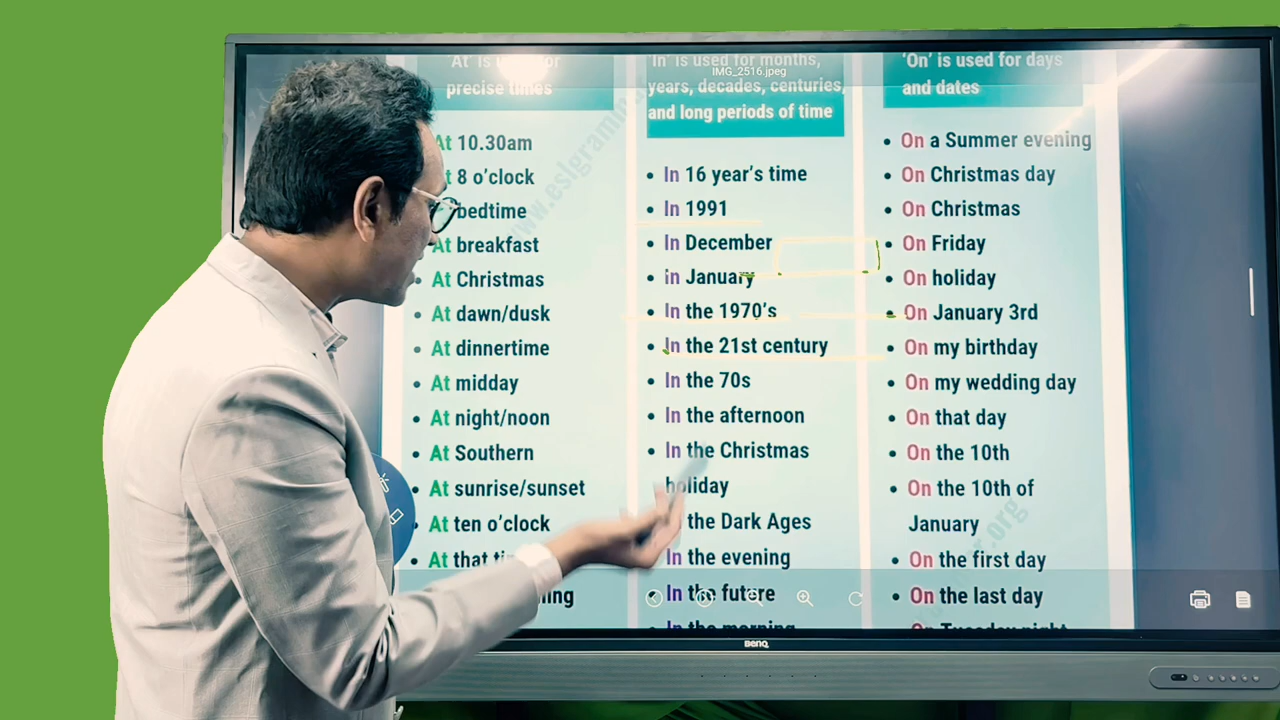 IMG_2516.jpeg
precise times
At 10.30am
8 o'clock
bedtime
At breakfast
At Christmas
At dawn/dusk
At dinnertime
At midday
At night/noon
At Southern
At sunrise/sunset
At ten o'clock
At that
'In' is used for months,
years, decades, centuries,
and long periods of time
In 16 year's time
In 1991
In December
In January
In the 1970's
In the 21st century
In the 70s
In the afternoon
In the Christmas
holiday
the Dark Ages
In the evening
In the future
In the morning
'On' is used for days
and dates
On a Summer evening
On Christmas day
On Christmas
On Friday
On holiday
On January 3rd
On my birthday
On my wedding day
On that day
On the 10th
On the 10th of
January
On the first day
On the last day
On Tuesday night
BenQ